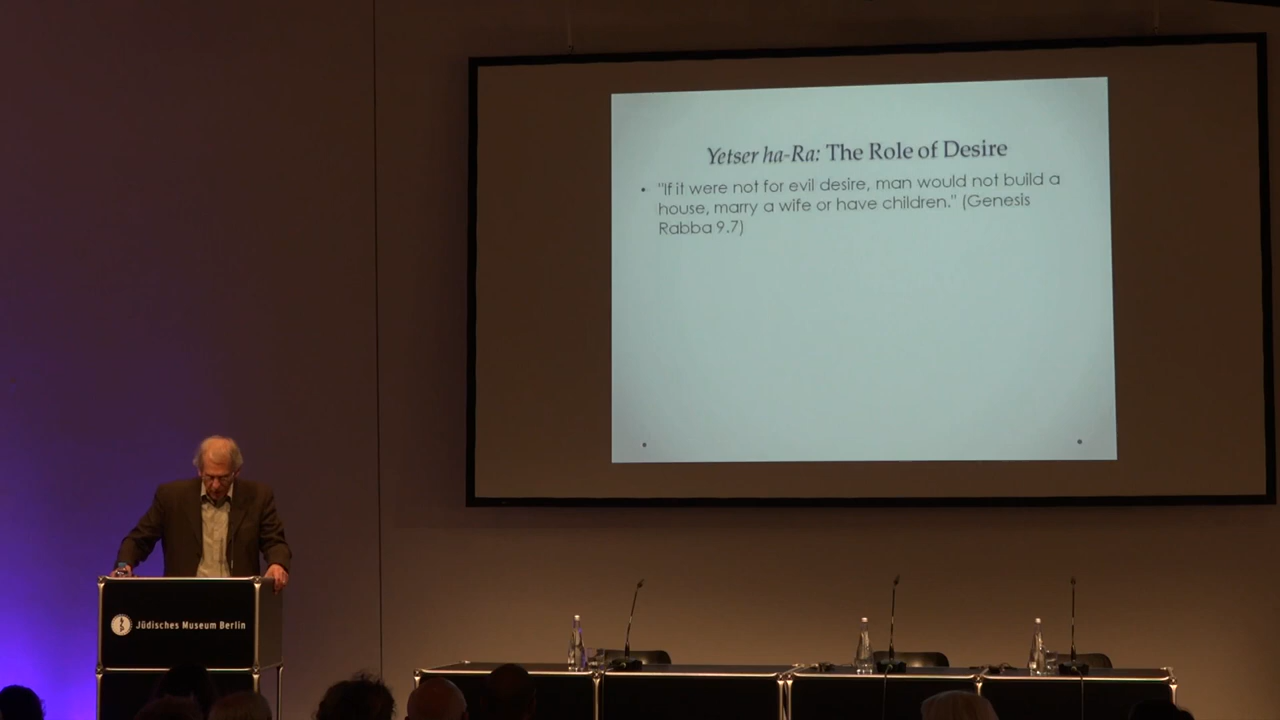 Yetser ha-Ra: The Role of Desire
• "If it were not for evil desire, man would not build a
house, marry a wife or have children." (Genesis
Rabba 9.7)
Jüdisches Museum Berlin